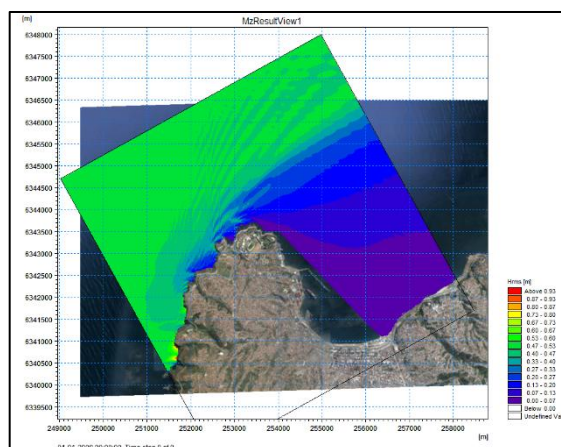 MzResultView1
[m]
6348000
6347500
6347000
6346500
6346000
6345500
6345000
6344500
6344000
6343500
6343000
6342500
6342000
6341500
6341000
6340500
6340000
6339500
249000 250000 251000 252000 253000 254000 255000 256000 257000 258000
[m]
Hrms [m]
Above 0.93
0.87 - 0.93
0.80 - 0.87
0.73 - 0.80
0.67 - 0.73
0.60 - 0.67
0.53 - 0.60
0.47 - 0.53
0.40 - 0.47
0.33 - 0.40
0.27 - 0.33
0.20 - 0.27
0.13 - 0.20
0.07 - 0.13
0.00 - 0.07
Below 0.00
Undefined Va